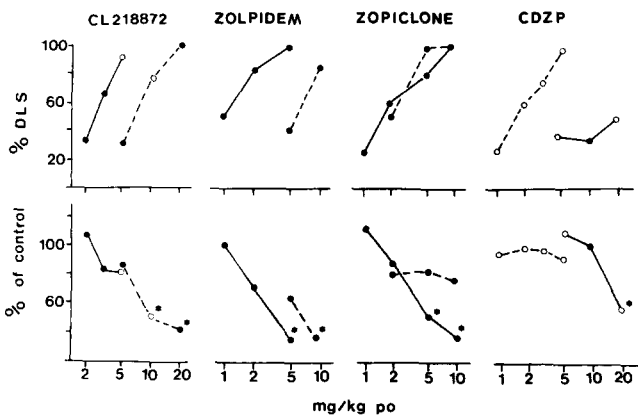 CL218872 ZOLPIDEM ZOPICLONE CDZP
% DLS
100
60
20
% of control
100
60
* * * * * * *
2 5 10 20 1 2 5 10 1 2 5 10 1 2 5 10 20
mg/kg po